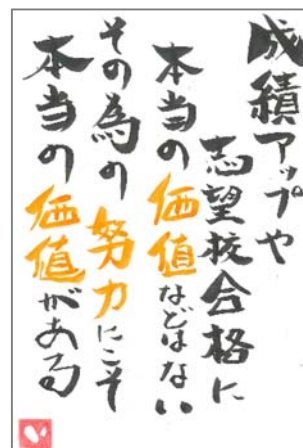 成績アップや
志望校合格に
本当の価値などはない
その為の努力にこそ
本当の価値がある